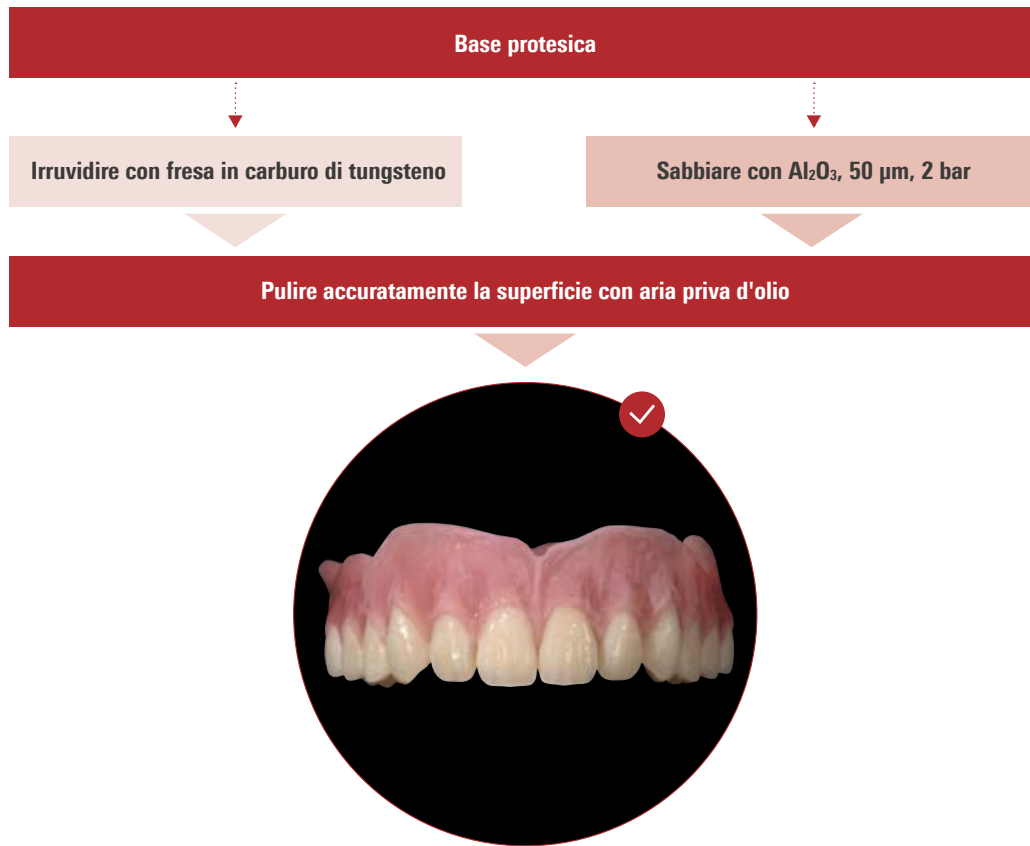 Base protesica
Irruvidire con fresa in carburo di tungsteno
Sabbiare con Al₂O₃, 50 µm, 2 bar
Pulire accuratamente la superficie con aria priva d'olio